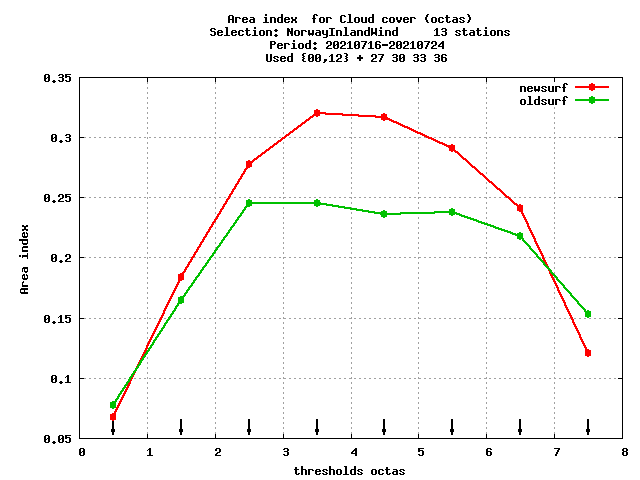 Area index  for Cloud cover (octas)
Selection: NorwayInlandWind     13 stations
Period: 20210716-20210724
Used {00,12} + 27 30 33 36
newsurf
oldsurf
0.35
0.3
0.25
0.2
0.15
0.1
0.05
Area index
0 1 2 3 4 5 6 7 8
thresholds octas